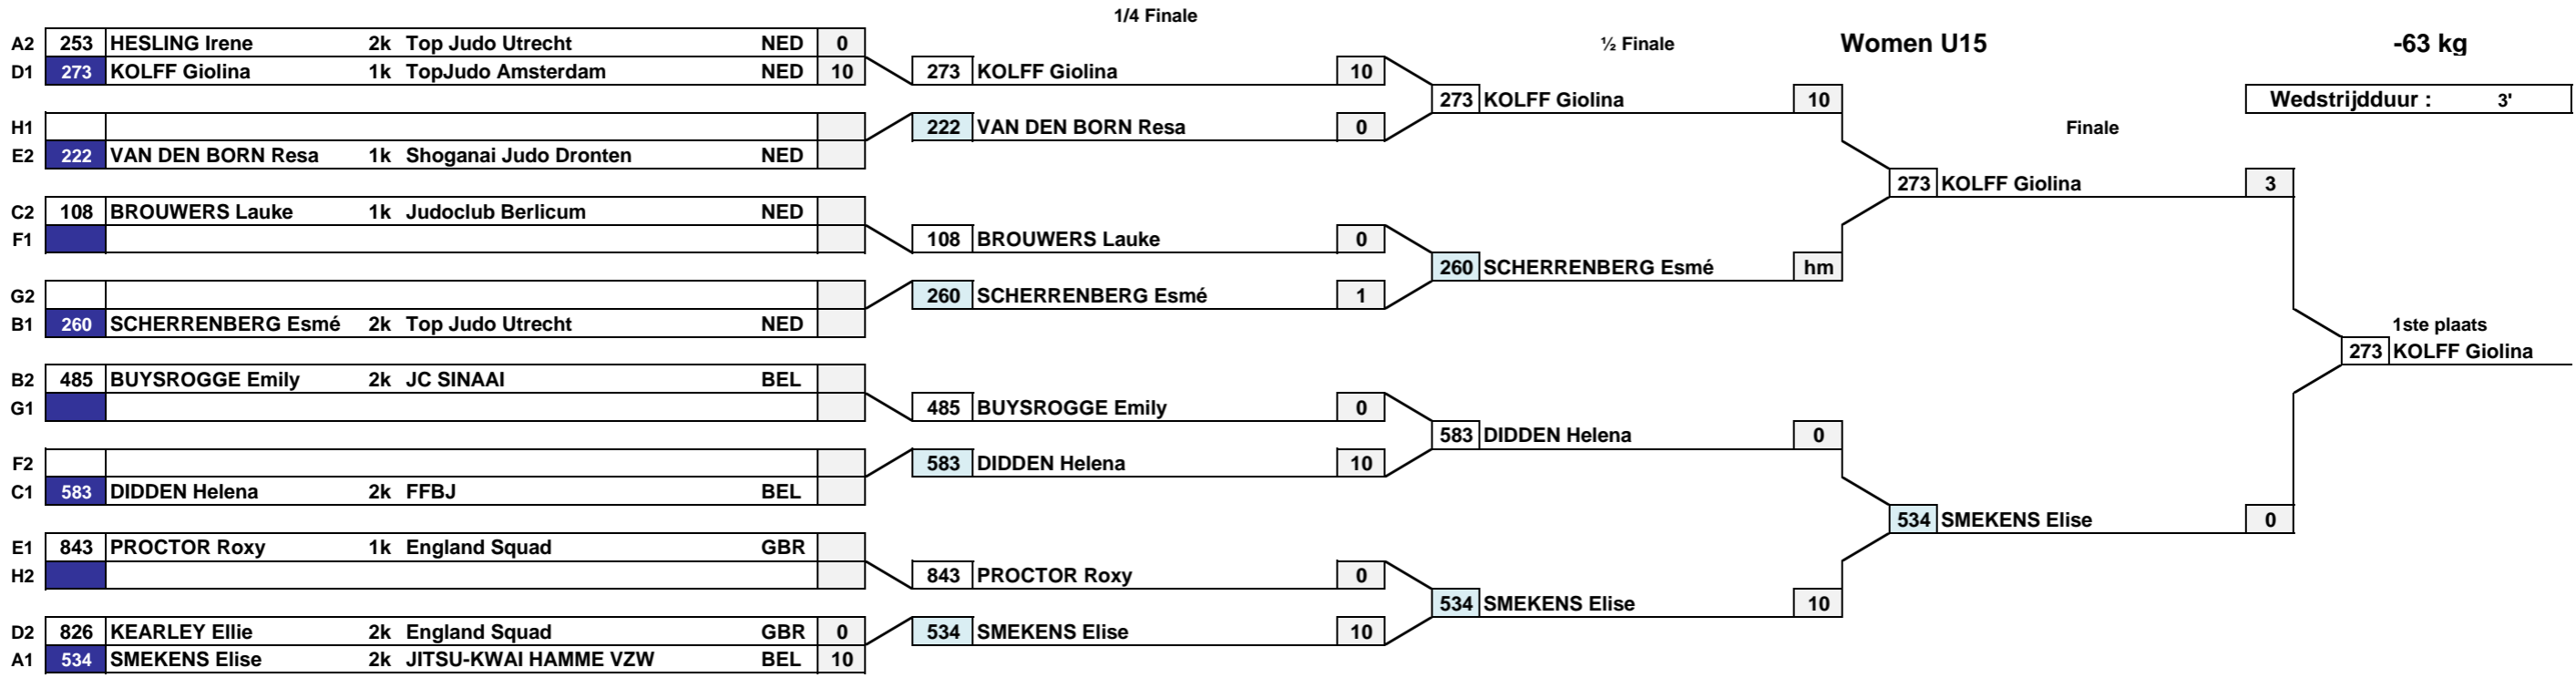 1/4 Finale
½ Finale
Women U15 -63 kg
Wedstrijdduur : 3'
Finale
A2 253 HESLING Irene 2k Top Judo Utrecht NED 0
D1 273 KOLFF Giolina 1k TopJudo Amsterdam NED 10
H1
E2 222 VAN DEN BORN Resa 1k Shoganai Judo Dronten NED
C2 108 BROUWERS Lauke 1k Judoclub Berlicum NED
F1
G2
B1 260 SCHERRENBERG Esmé 2k Top Judo Utrecht NED
B2 485 BUYSROGGE Emily 2k JC SINAAI BEL
G1
F2
C1 583 DIDDEN Helena 2k FFBJ BEL
E1 843 PROCTOR Roxy 1k England Squad GBR
H2
D2 826 KEARLEY Ellie 2k England Squad GBR 0
A1 534 SMEKENS Elise 2k JITSU-KWAI HAMME VZW BEL 10
273 KOLFF Giolina 10
222 VAN DEN BORN Resa 0
108 BROUWERS Lauke 0
260 SCHERRENBERG Esmé 1
485 BUYSROGGE Emily 0
583 DIDDEN Helena 10
843 PROCTOR Roxy 0
534 SMEKENS Elise 10
273 KOLFF Giolina 10
260 SCHERRENBERG Esmé hm
583 DIDDEN Helena 0
534 SMEKENS Elise 10
273 KOLFF Giolina 3
534 SMEKENS Elise 0
1ste plaats
273 KOLFF Giolina